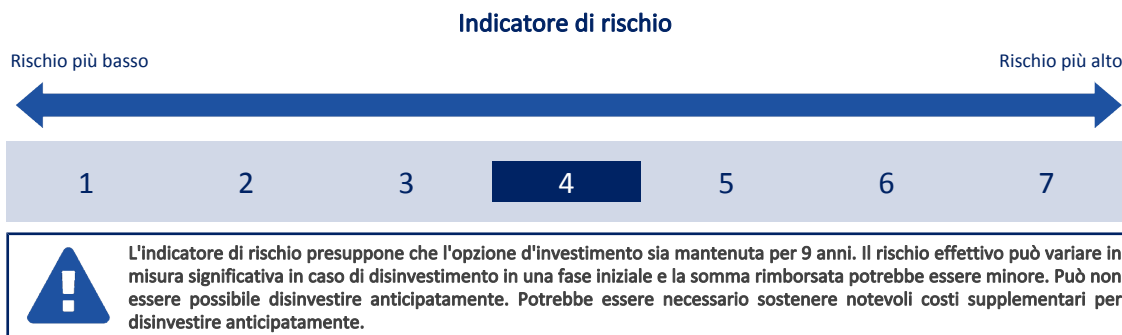 Indicatore di rischio
Rischio più basso Rischio più alto
1 2 3 4 5 6 7
L'indicatore di rischio presuppone che l'opzione d'investimento sia mantenuta per 9 anni. Il rischio effettivo può variare in
misura significativa in caso di disinvestimento in una fase iniziale e la somma rimborsata potrebbe essere minore. Può non
essere possibile disinvestire anticipatamente. Potrebbe essere necessario sostenere notevoli costi supplementari per
disinvestire anticipatamente.